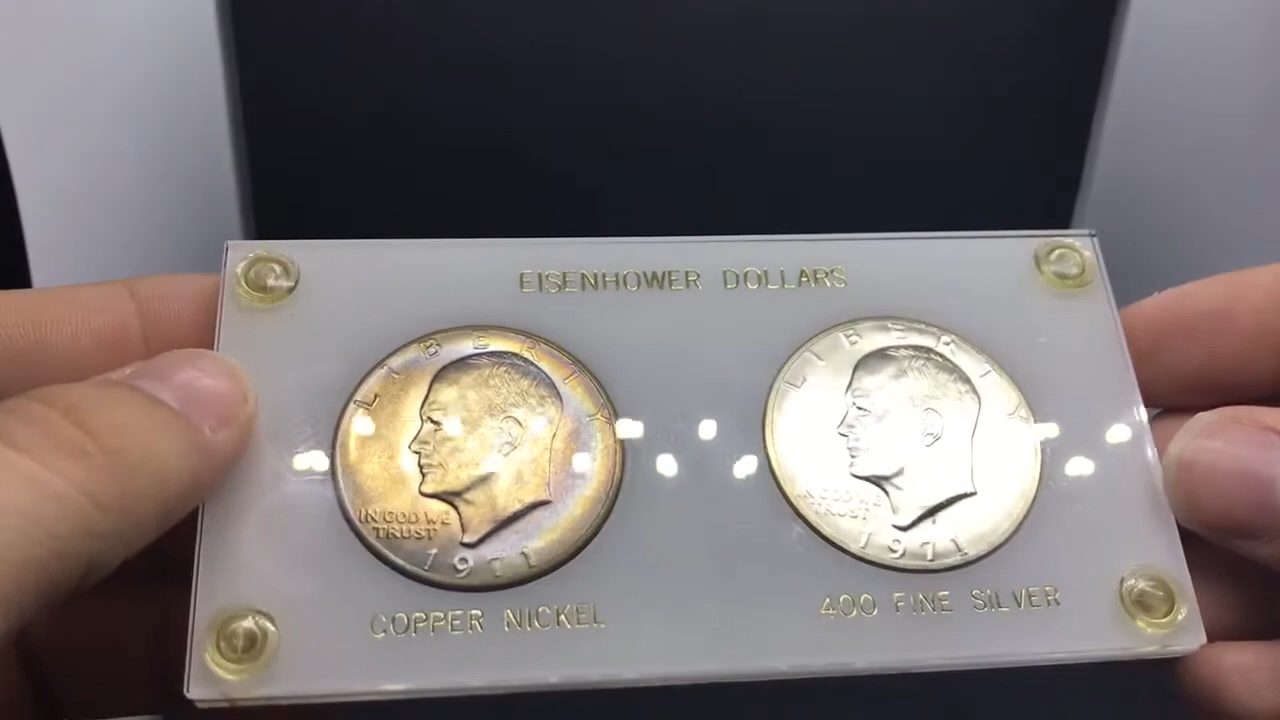 EISENHOWER DOLLARS
LIBERTY
IN GOD WE
TRUST
1971
COPPER NICKEL
LIBERTY
IN GOD WE
TRUST
1971
400 FINE SILVER